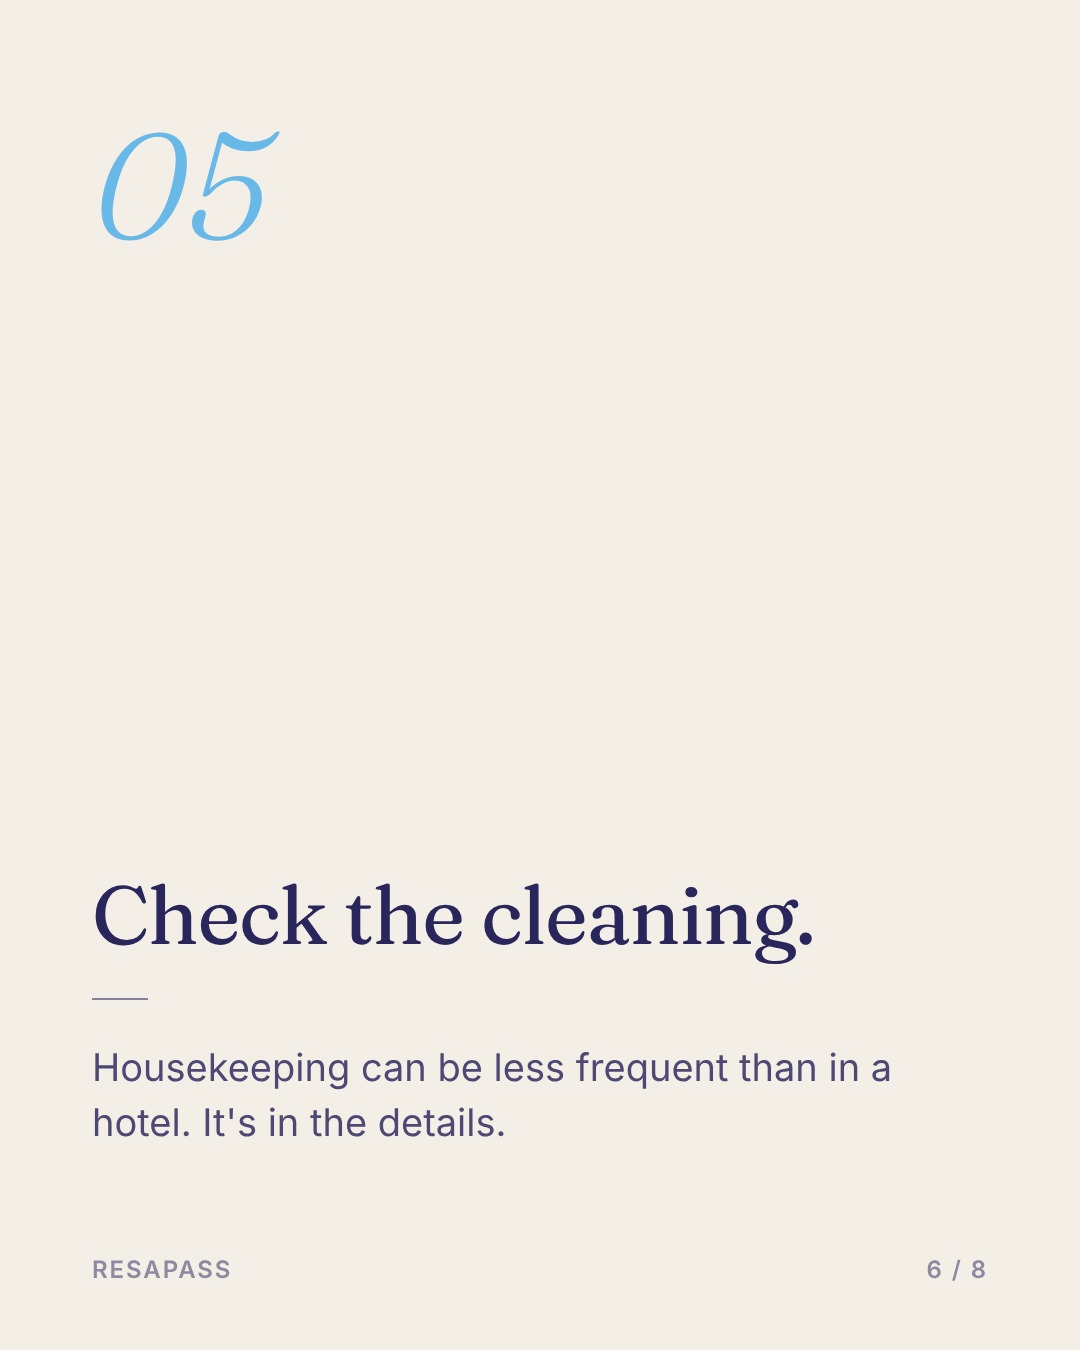 05
Check the cleaning.
Housekeeping can be less frequent than in a
hotel. It's in the details.
RESAPASS
6 / 8